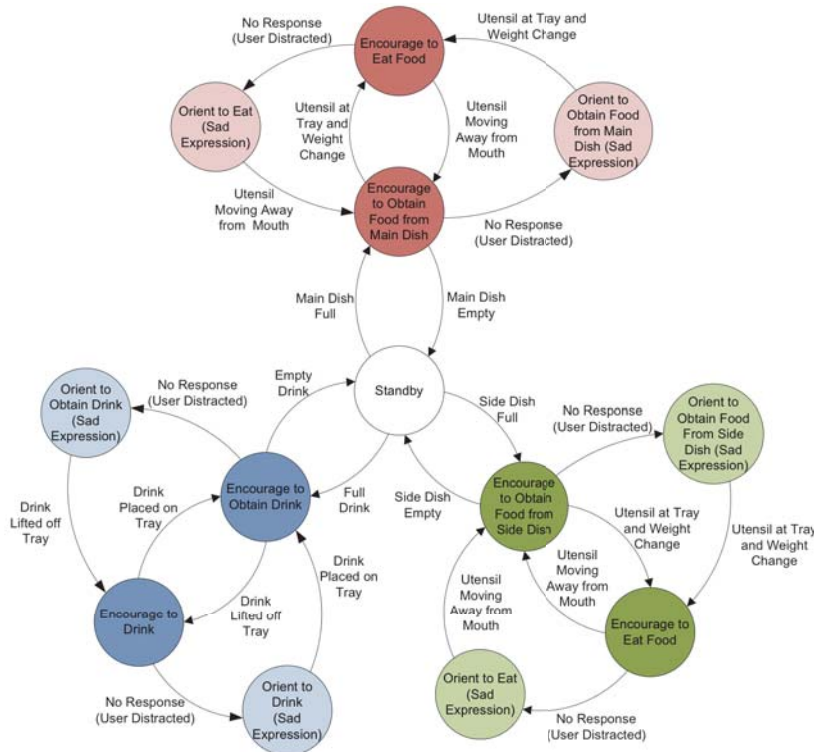 No Response
(User Distracted)
Encourage to
Eat Food
Utensil at Tray and
Weight Change
Orient to Eat
(Sad
Expression)
Utensil at
Tray and
Weight
Change
Utensil
Moving
Away from
Mouth
Orient to
Obtain Food
from Main
Dish (Sad
Expression)
Utensil
Moving Away
from Mouth
Encourage
to Obtain
Food from
Main Dish
No Response
(User Distracted)
Main Dish
Full
Main Dish
Empty
Orient to
Obtain Drink
(Sad
Expression)
No Response
(User Distracted)
Empty
Drink
Standby
Side Dish
Full
No Response
(User Distracted)
Orient to
Obtain Food
From Side
Dish (Sad
Expression)
Drink
Lifted off
Tray
Drink
Placed on
Tray
Encourage to
Obtain Drink
Full
Drink
Side Dish
Empty
Encourage
to Obtain
Food from
Side Dish
Utensil at Tray
and Weight
Change
Utensil at Tray
and Weight
Change
Drink
Placed on
Tray
Utensil
Moving
Away from
Mouth
Utensil
Moving
Away from
Mouth
Encourage to
Drink
Drink
Lifted off
Tray
Encourage to
Eat Food
No Response
(User Distracted)
Orient to
Drink (Sad
Expression)
Orient to Eat
(Sad
Expression)
No Response
(User Distracted)